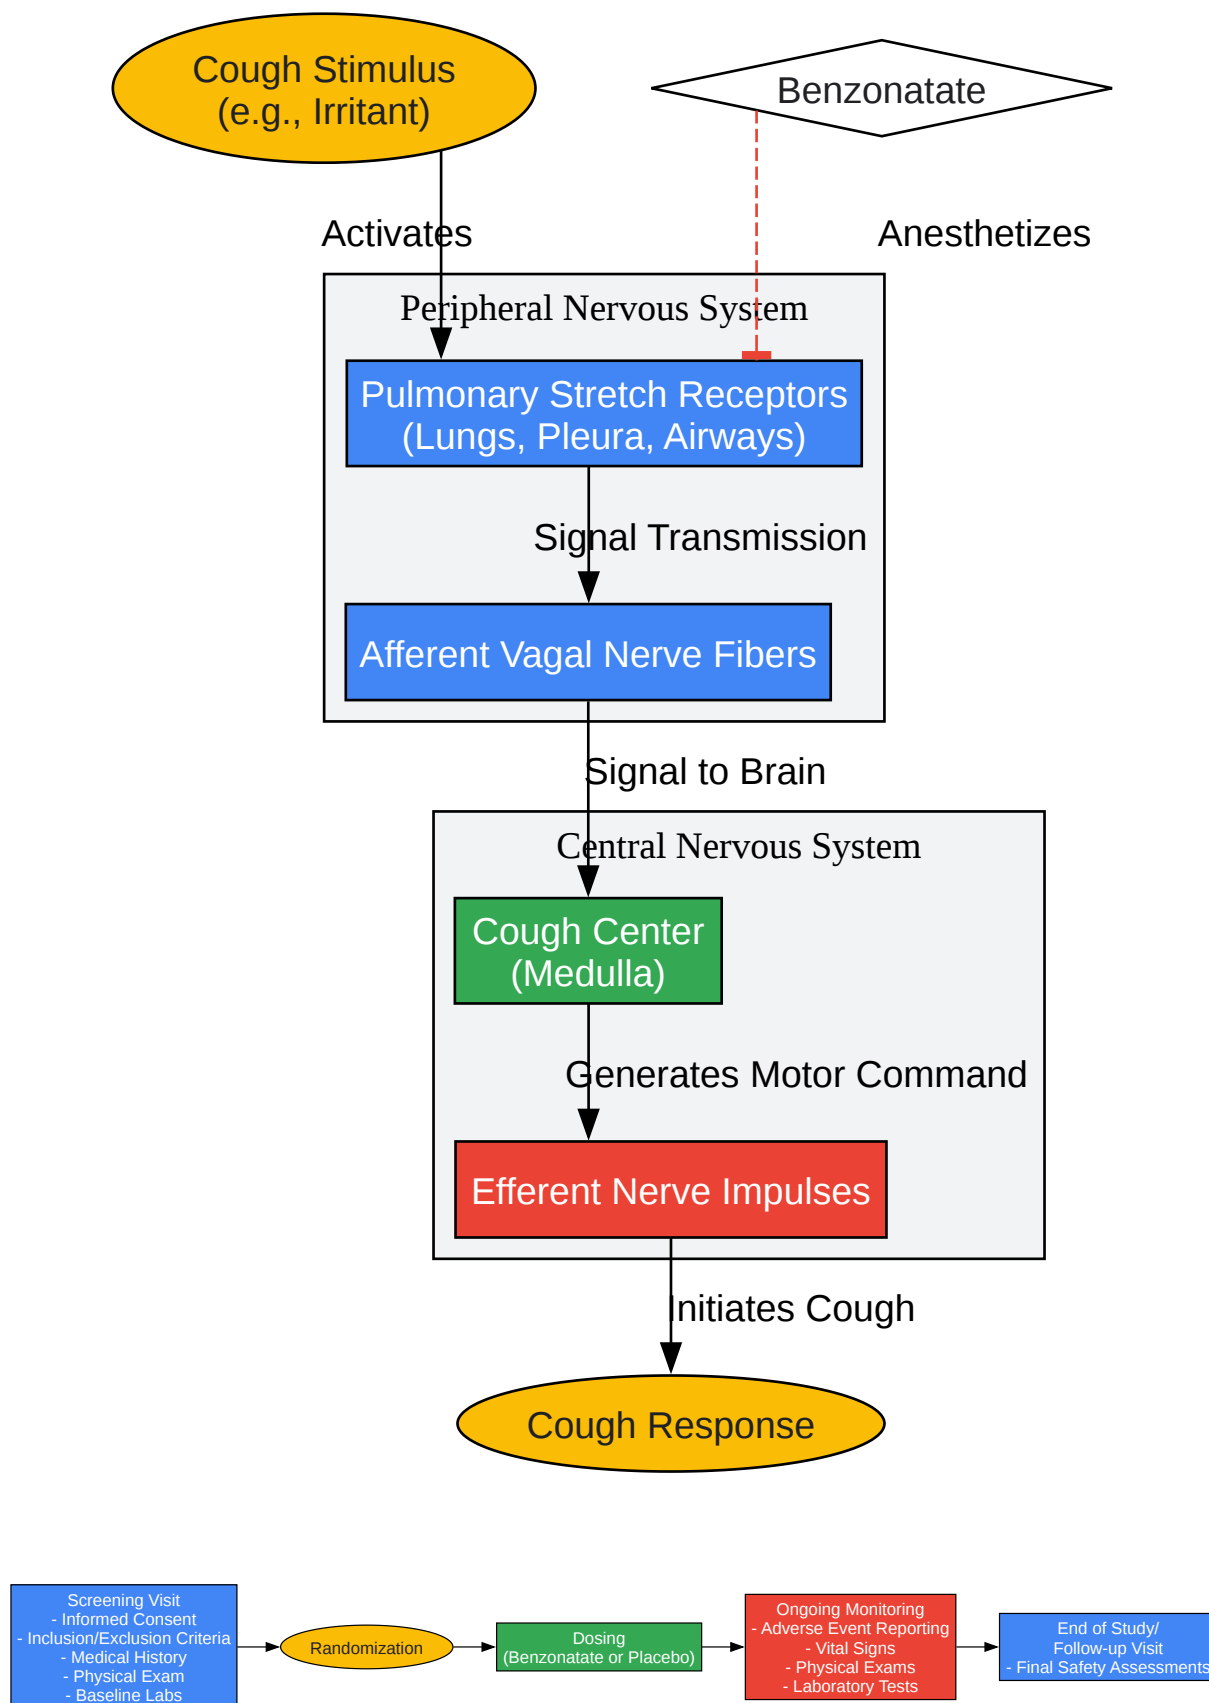 Cough Stimulus
(e.g., Irritant)
Benzonatate
Activates
Anesthetizes
Peripheral Nervous System
Pulmonary Stretch Receptors
(Lungs, Pleura, Airways)
Signal Transmission
Afferent Vagal Nerve Fibers
Signal to Brain
Central Nervous System
Cough Center
(Medulla)
Generates Motor Command
Efferent Nerve Impulses
Initiates Cough
Cough Response
Screening Visit
- Informed Consent
- Inclusion/Exclusion Criteria
- Medical History
- Physical Exam
- Baseline Labs
Randomization
Dosing
(Benzonatate or Placebo)
Ongoing Monitoring
- Adverse Event Reporting
- Vital Signs
- Physical Exams
- Laboratory Tests
End of Study/
Follow-up Visit
- Final Safety Assessments